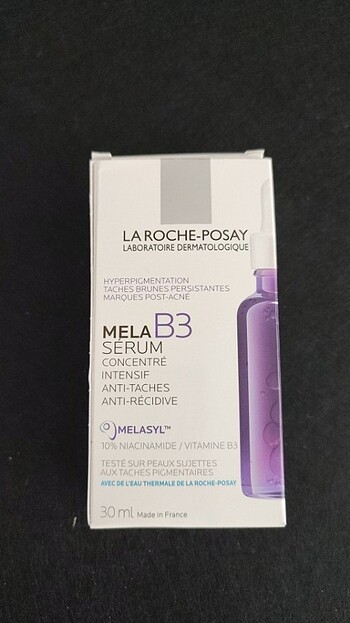 LA ROCHE-POSAY
LABORATOIRE DERMATOLOGIQUE
HYPERPIGMENTATION
TACHES BRUNES PERSISTANTES
MARQUES POST-ACNÉ
MELA B3
SÉRUM
CONCENTRÉ
INTENSIF
ANTI-TACHES
ANTI-RÉCIDIVE
MELASYL™
10% NIACINAMIDE / VITAMINE B3
TESTÉ SUR PEAUX SUJETTES
AUX TACHES PIGMENTAIRES
AVEC DE L'EAU THERMALE DE LA ROCHE-POSAY
30 ml Made in France